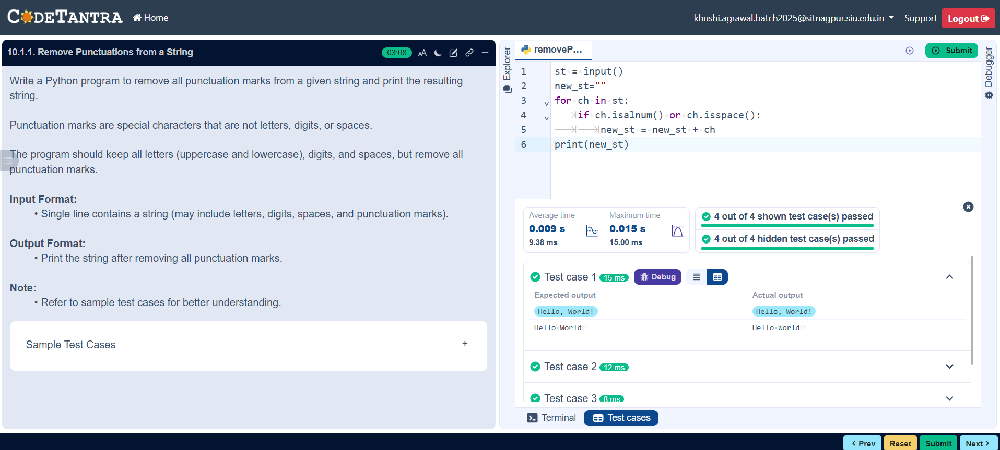 CODETANTRA
Home
khushi.agrawal.batch2025@sitnagpur.siu.edu.in
Support
Logout
10.1.1. Remove Punctuations from a String
03:08
Write a Python program to remove all punctuation marks from a given string and print the resulting
string.
Punctuation marks are special characters that are not letters, digits, or spaces.
The program should keep all letters (uppercase and lowercase), digits, and spaces, but remove all
punctuation marks.
Input Format:
• Single line contains a string (may include letters, digits, spaces, and punctuation marks).
Output Format:
• Print the string after removing all punctuation marks.
Note:
• Refer to sample test cases for better understanding.
Sample Test Cases
+
Explorer
removeP...
Submit
Debugger
1 st = input()
2 new_st=""
3 for ch in st:
4 if ch.isalnum() or ch.isspace():
5 new_st = new_st + ch
6 print(new_st)
Average time
0.009 s
9.38 ms
Maximum time
0.015 s
15.00 ms
4 out of 4 shown test case(s) passed
4 out of 4 hidden test case(s) passed
Test case 1 15 ms Debug
Expected output Actual output
Hello, World! Hello, World!
Hello World Hello World
Test case 2 12 ms
Test case 3 8 ms
Terminal
Test cases
< Prev
Reset
Submit
Next >